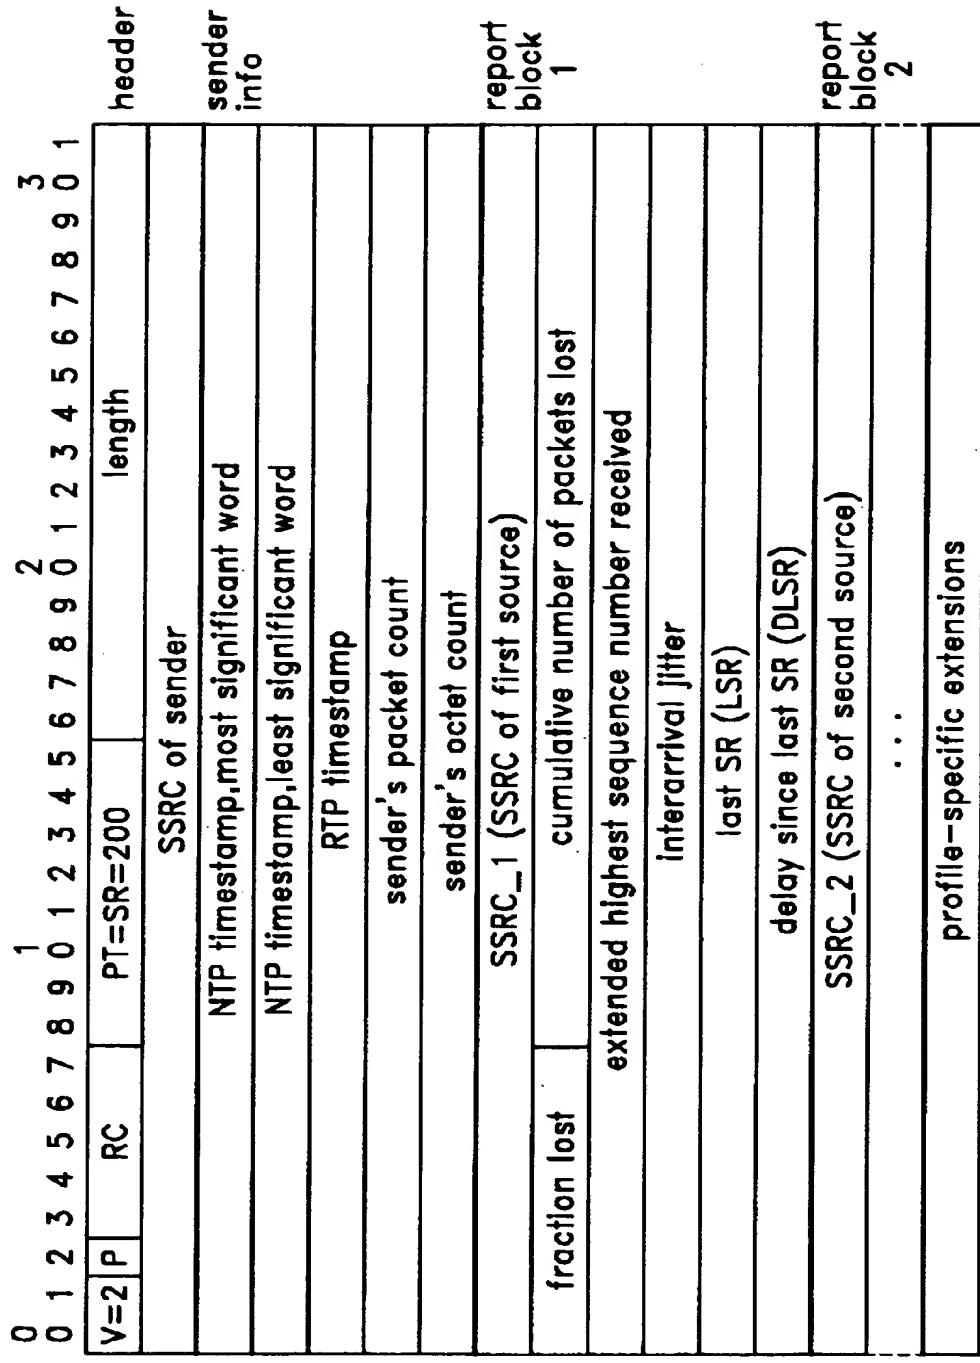 0 1 2 3
0 1 2 3 4 5 6 7 8 9 0 1 2 3 4 5 6 7 8 9 0 1 2 3 4 5 6 7 8 9 0 1
V=2 P RC PT=SR=200 length header
SSRC of sender
NTP timestamp,most significant word sender info
NTP timestamp,least significant word
RTP timestamp
sender's packet count
sender's octet count
SSRC_1 (SSRC of first source) report block 1
fraction lost cumulative number of packets lost
extended highest sequence number received
interarrival jitter
last SR (LSR)
delay since last SR (DLSR)
SSRC_2 (SSRC of second source) report block 2
...
profile-specific extensions